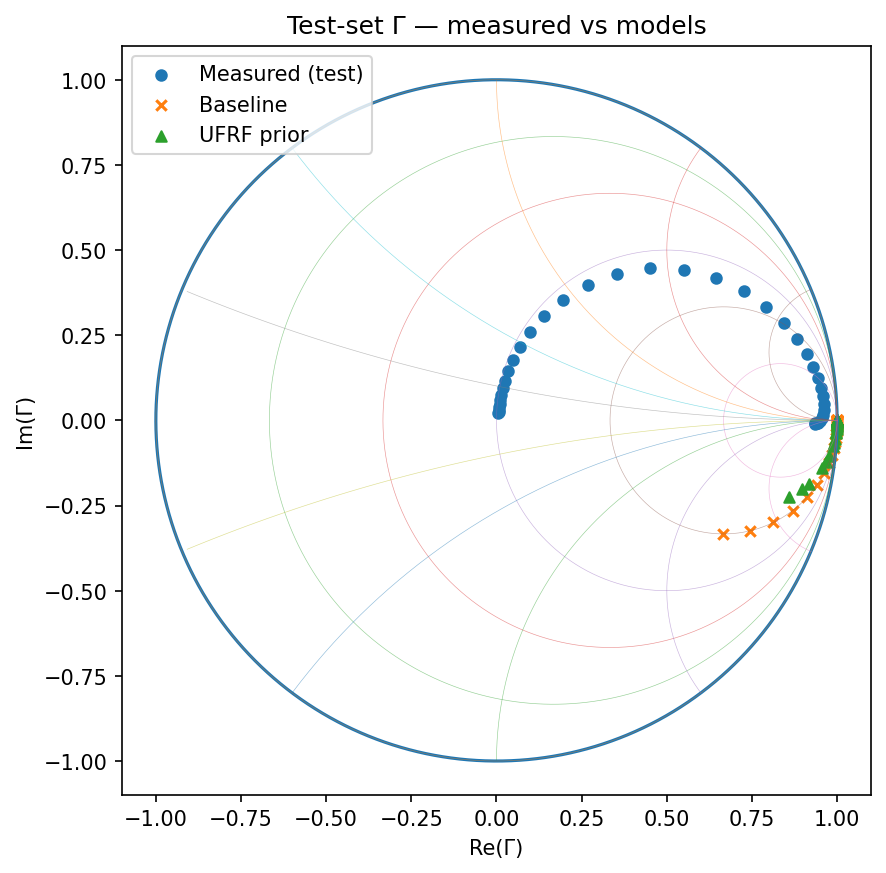 Test-set Γ — measured vs models
Measured (test)
Baseline
UFRF prior
1.00
0.75
0.50
0.25
0.00
−0.25
−0.50
−0.75
−1.00
Im(Γ)
−1.00 −0.75 −0.50 −0.25 0.00 0.25 0.50 0.75 1.00
Re(Γ)